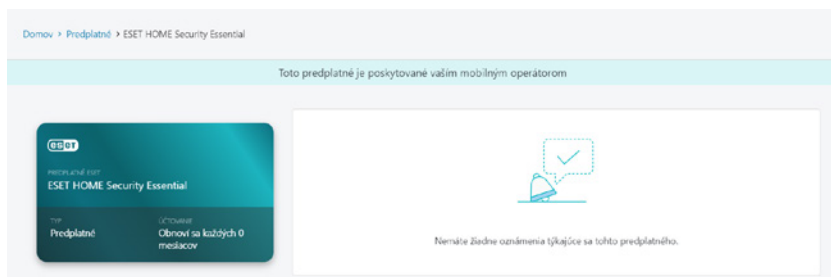 Domov > Predplatné > ESET HOME Security Essential
Toto predplatné je poskytované vaším mobilným operátorom
eset
PREDPLATNÉ ESET
ESET HOME Security Essential
TYP
Predplatné
ÚČTOVANIE
Obnoví sa každých 0
mesiacov
Nemáte žiadne oznámenia týkajúce sa tohto predplatného.